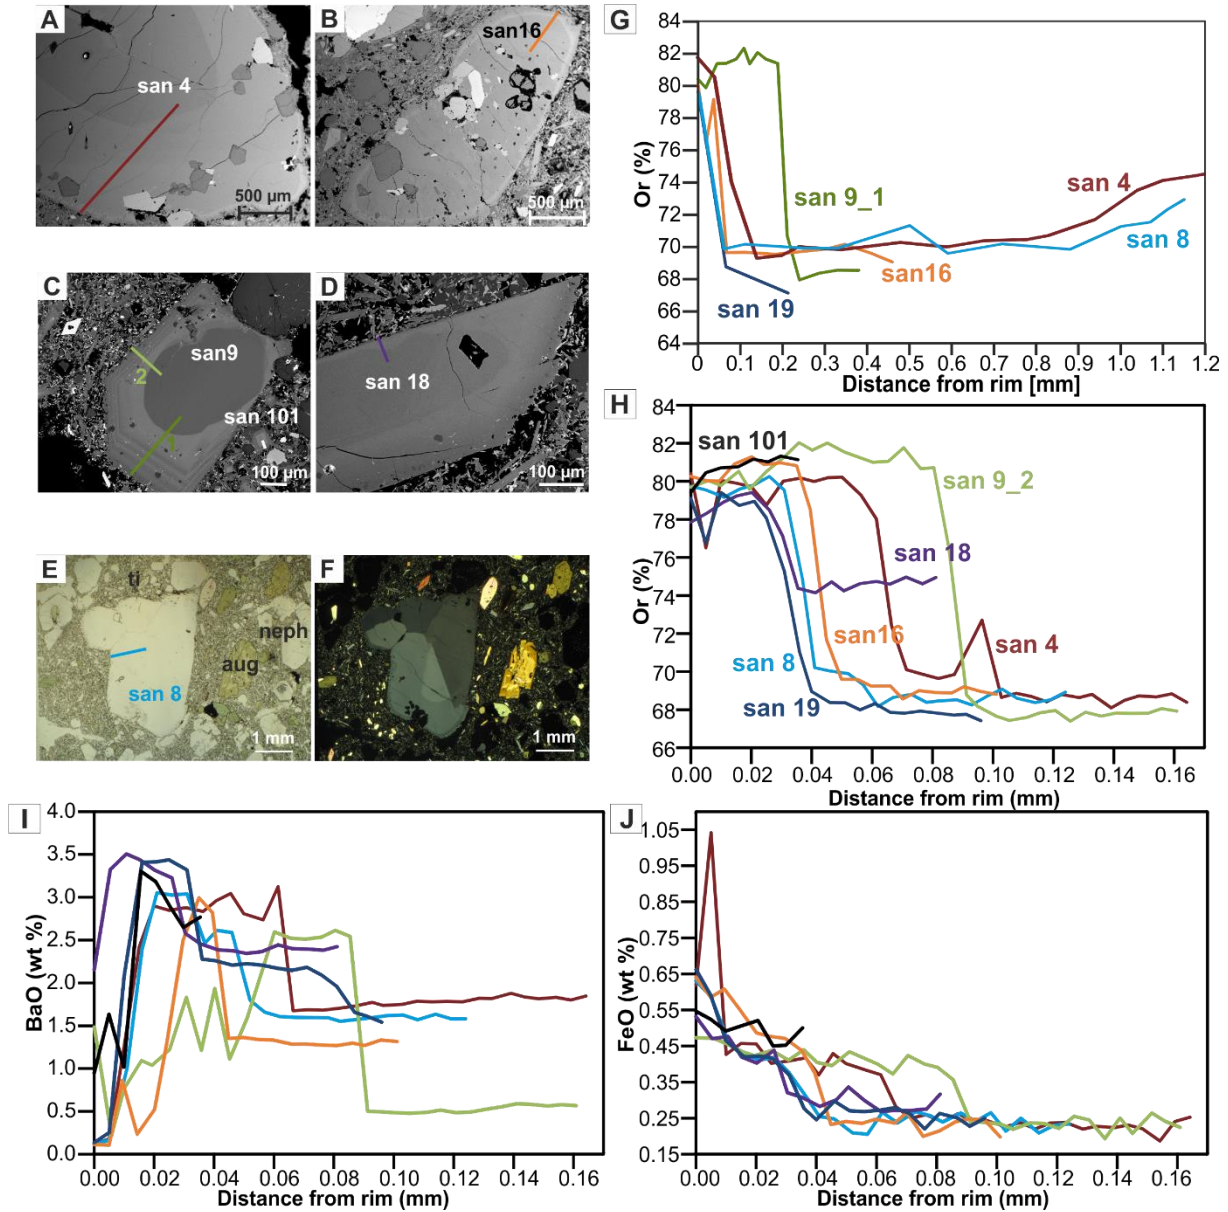 A
san 4
500 µm
B
san16
500 µm
C
san9
2
1
san 101
100 µm
D
san 18
100 µm
E
ti
neph
aug
san 8
1 mm
F
1 mm
G
84
82
80
78
76
74
72
70
68
66
64
Or (%)
san 9_1
san 4
san 8
san16
san 19
0 0.1 0.2 0.3 0.4 0.5 0.6 0.7 0.8 0.9 1.0 1.1 1.2
Distance from rim [mm]
H
84
82
80
78
76
74
72
70
68
66
Or (%)
san 101
san 9_2
san 18
san16
san 4
san 8
san 19
0.00 0.02 0.04 0.06 0.08 0.10 0.12 0.14 0.16
Distance from rim (mm)
I
4.0
3.5
3.0
2.5
2.0
1.5
1.0
0.5
0.0
BaO (wt %)
0.00 0.02 0.04 0.06 0.08 0.10 0.12 0.14 0.16
Distance from rim (mm)
J
1.05
0.95
0.85
0.75
0.65
0.55
0.45
0.35
0.25
0.15
FeO (wt %)
0.00 0.02 0.04 0.06 0.08 0.10 0.12 0.14 0.16
Distance from rim (mm)